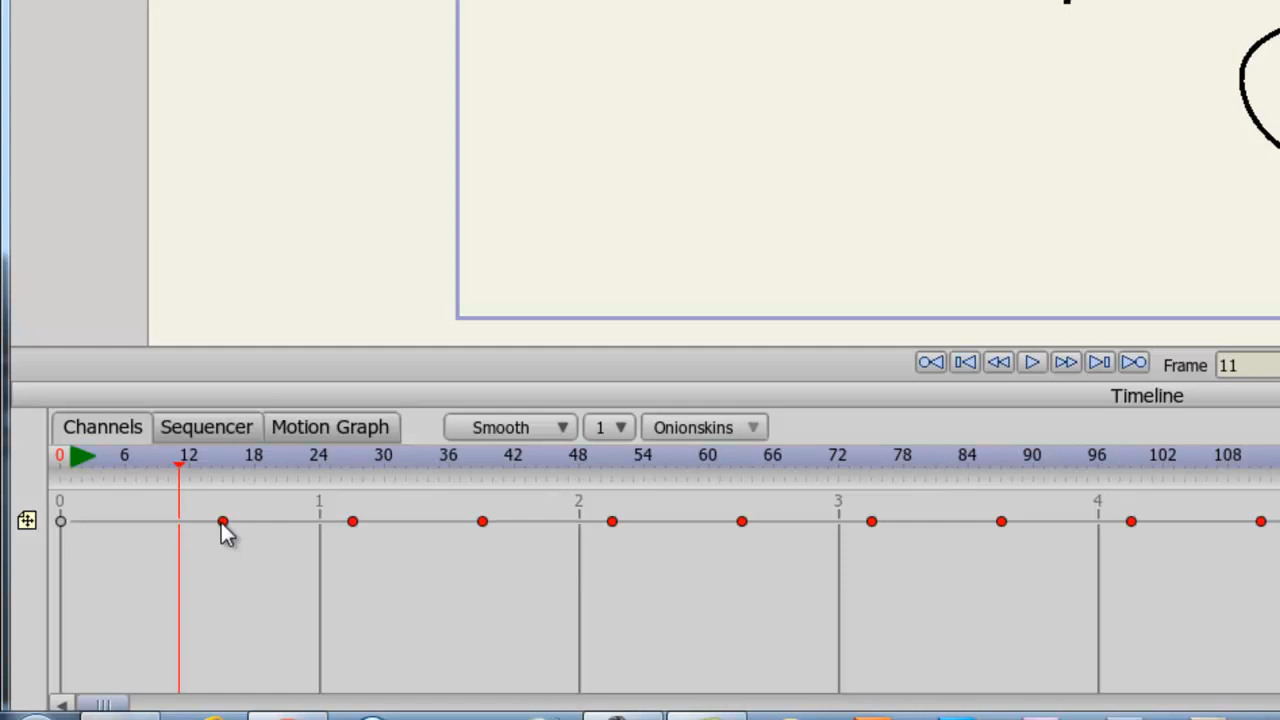 Frame 11
Timeline
Channels Sequencer Motion Graph Smooth 1 Onionskins
0 6 12 18 24 30 36 42 48 54 60 66 72 78 84 90 96 102 108
0 1 2 3 4